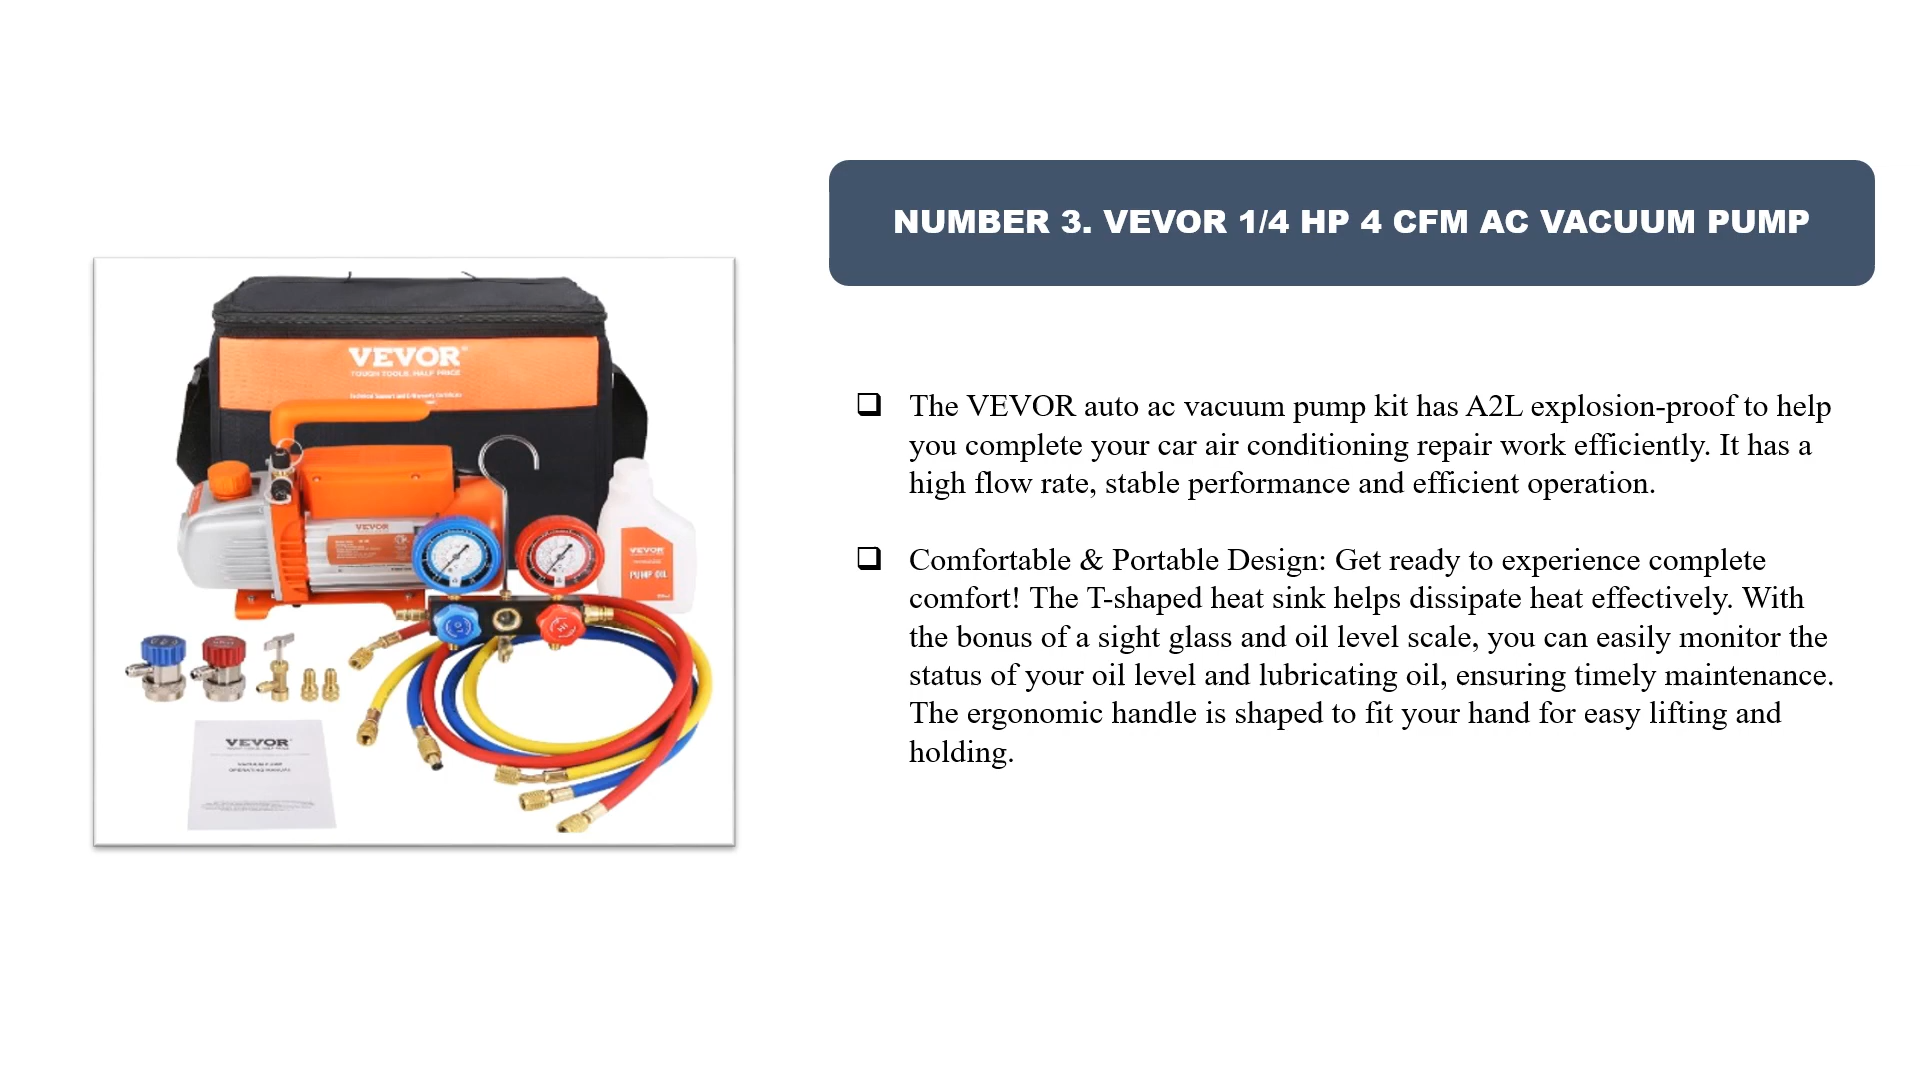 NUMBER 3. VEVOR 1/4 HP 4 CFM AC VACUUM PUMP
VEVOR
TOUGH TOOLS, HALF PRICE
VEVOR
VEVOR
PUMP OIL
VEVOR
The VEVOR auto ac vacuum pump kit has A2L explosion-proof to help
you complete your car air conditioning repair work efficiently. It has a
high flow rate, stable performance and efficient operation.
Comfortable & Portable Design: Get ready to experience complete
comfort! The T-shaped heat sink helps dissipate heat effectively. With
the bonus of a sight glass and oil level scale, you can easily monitor the
status of your oil level and lubricating oil, ensuring timely maintenance.
The ergonomic handle is shaped to fit your hand for easy lifting and
holding.